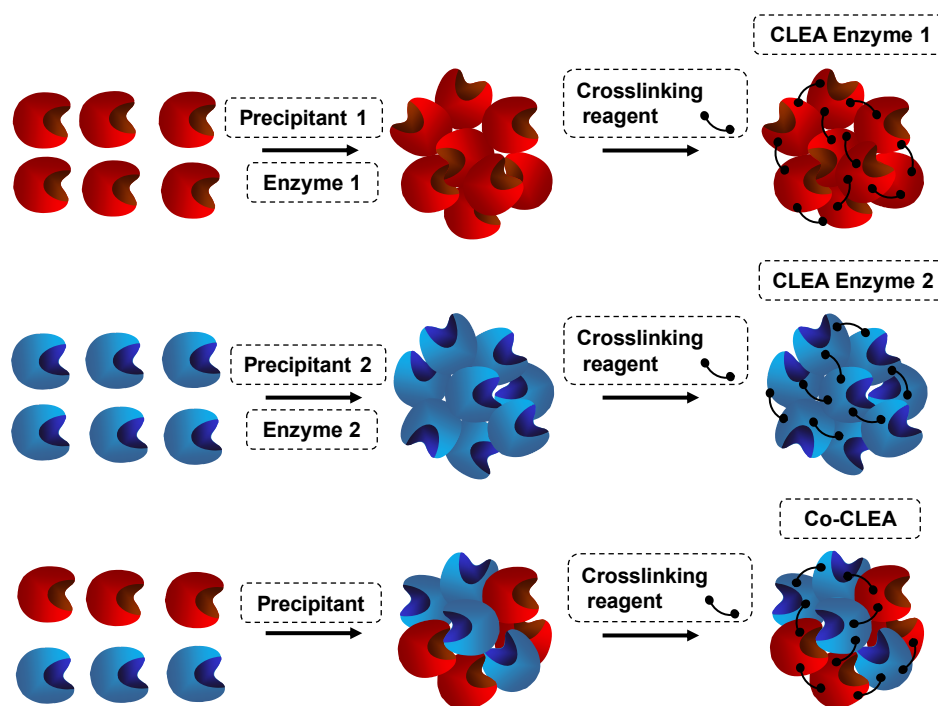 CLEA Enzyme 1
Precipitant 1
Enzyme 1
Crosslinking
reagent
CLEA Enzyme 2
Precipitant 2
Enzyme 2
Crosslinking
reagent
Co-CLEA
Precipitant
Crosslinking
reagent